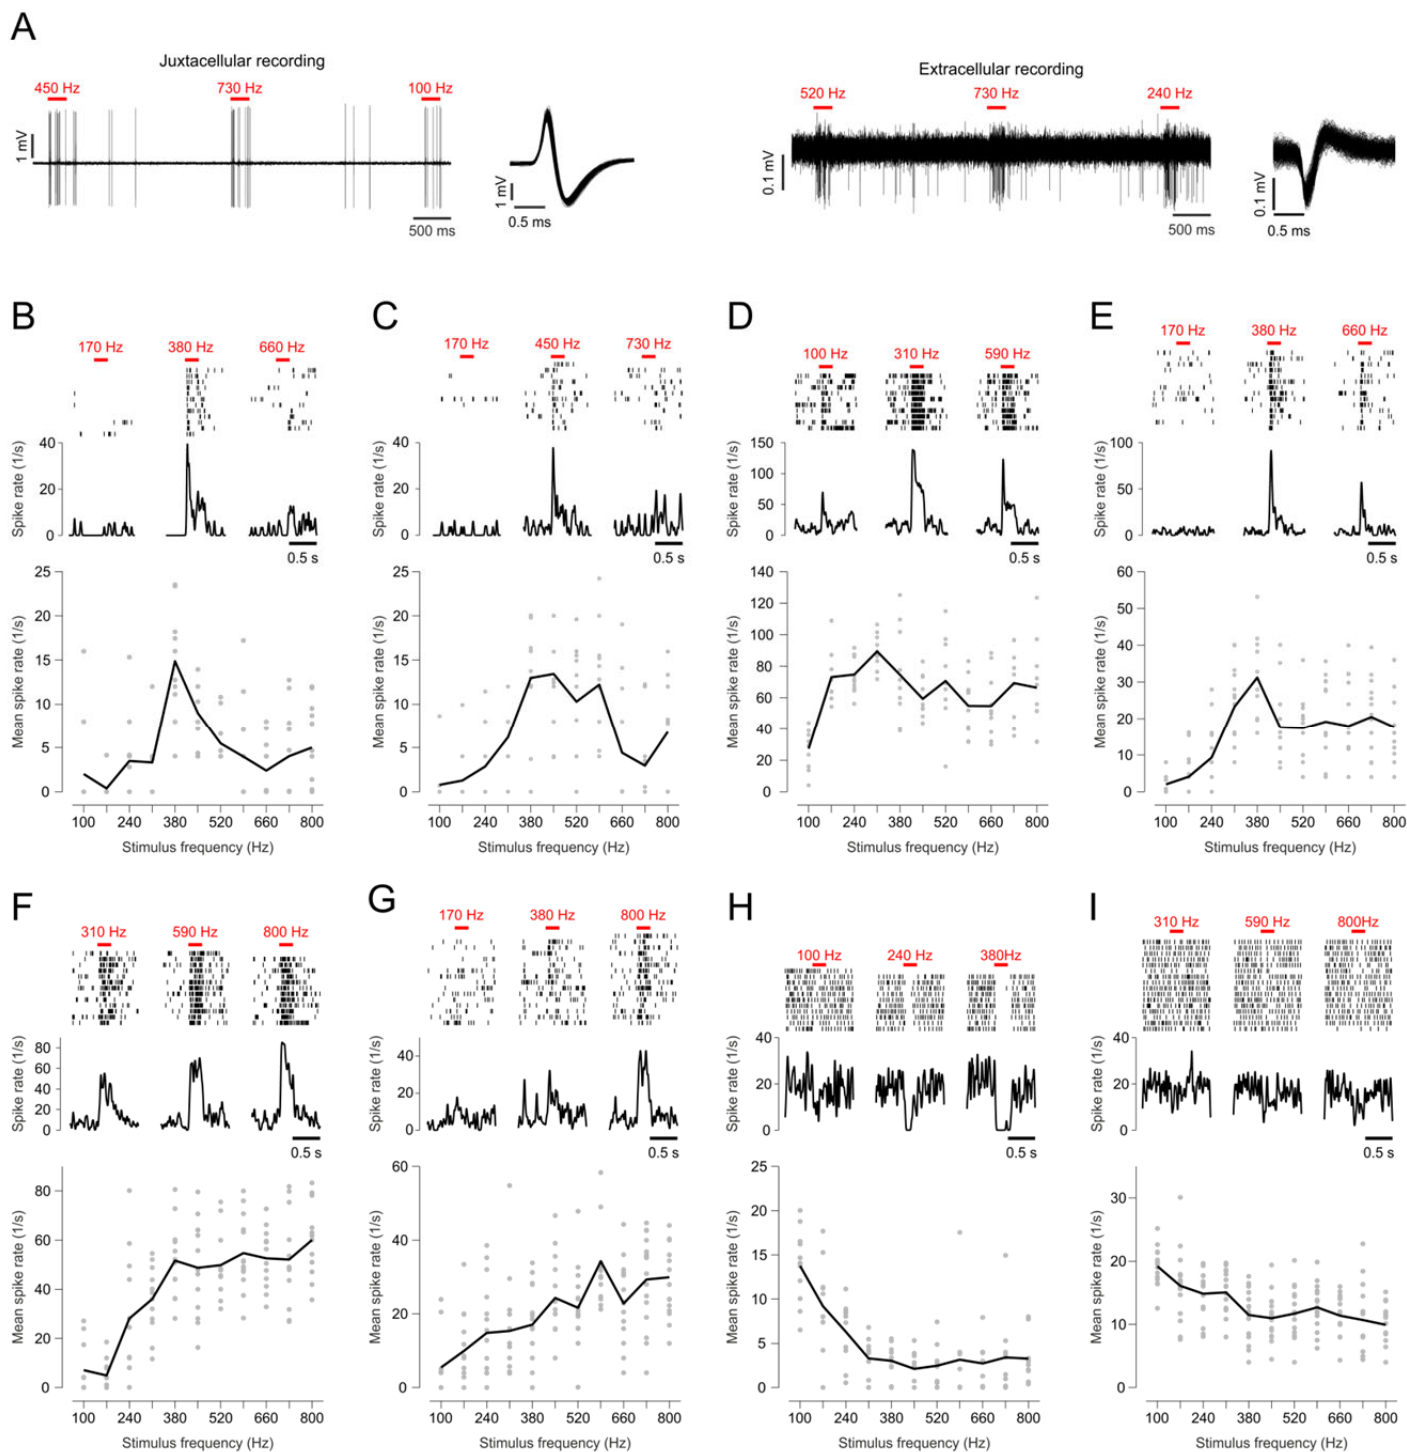 A
Juxtacellular recording
Extracellular recording
450 Hz 730 Hz 100 Hz
520 Hz 730 Hz 240 Hz
1 mV
500 ms
1 mV
0.5 ms
0.1 mV
500 ms
0.1 mV
0.5 ms
B
170 Hz 380 Hz 660 Hz
Spike rate (1/s)
40
20
0
0.5 s
Mean spike rate (1/s)
25
20
15
10
5
0
100 240 380 520 660 800
Stimulus frequency (Hz)
C
170 Hz 450 Hz 730 Hz
Spike rate (1/s)
40
20
0
0.5 s
Mean spike rate (1/s)
25
20
15
10
5
0
100 240 380 520 660 800
Stimulus frequency (Hz)
D
100 Hz 310 Hz 590 Hz
Spike rate (1/s)
150
100
50
0
0.5 s
Mean spike rate (1/s)
140
120
100
80
60
40
20
0
100 240 380 520 660 800
Stimulus frequency (Hz)
E
170 Hz 380 Hz 660 Hz
Spike rate (1/s)
100
50
0
0.5 s
Mean spike rate (1/s)
60
50
40
30
20
10
0
100 240 380 520 660 800
Stimulus frequency (Hz)
F
310 Hz 590 Hz 800 Hz
Spike rate (1/s)
80
60
40
20
0
0.5 s
Mean spike rate (1/s)
80
60
40
20
0
100 240 380 520 660 800
Stimulus frequency (Hz)
G
170 Hz 380 Hz 800 Hz
Spike rate (1/s)
40
20
0
0.5 s
Mean spike rate (1/s)
60
40
20
0
100 240 380 520 660 800
Stimulus frequency (Hz)
H
100 Hz 240 Hz 380Hz
Spike rate (1/s)
40
20
0
0.5 s
Mean spike rate (1/s)
25
20
15
10
5
0
100 240 380 520 660 800
Stimulus frequency (Hz)
I
310 Hz 590 Hz 800Hz
Spike rate (1/s)
40
20
0
0.5 s
Mean spike rate (1/s)
30
20
10
0
100 240 380 520 660 800
Stimulus frequency (Hz)